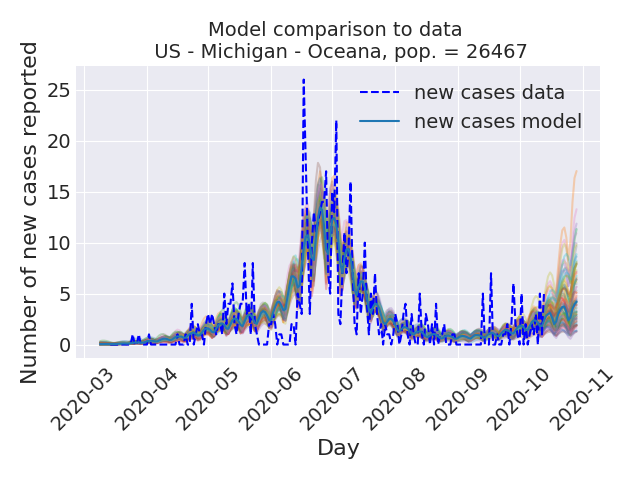 Model comparison to data
US - Michigan - Oceana, pop. = 26467
Number of new cases reported
25
20
15
10
5
0
new cases data
new cases model
2020-03
2020-04
2020-05
2020-06
2020-07
2020-08
2020-09
2020-10
2020-11
Day